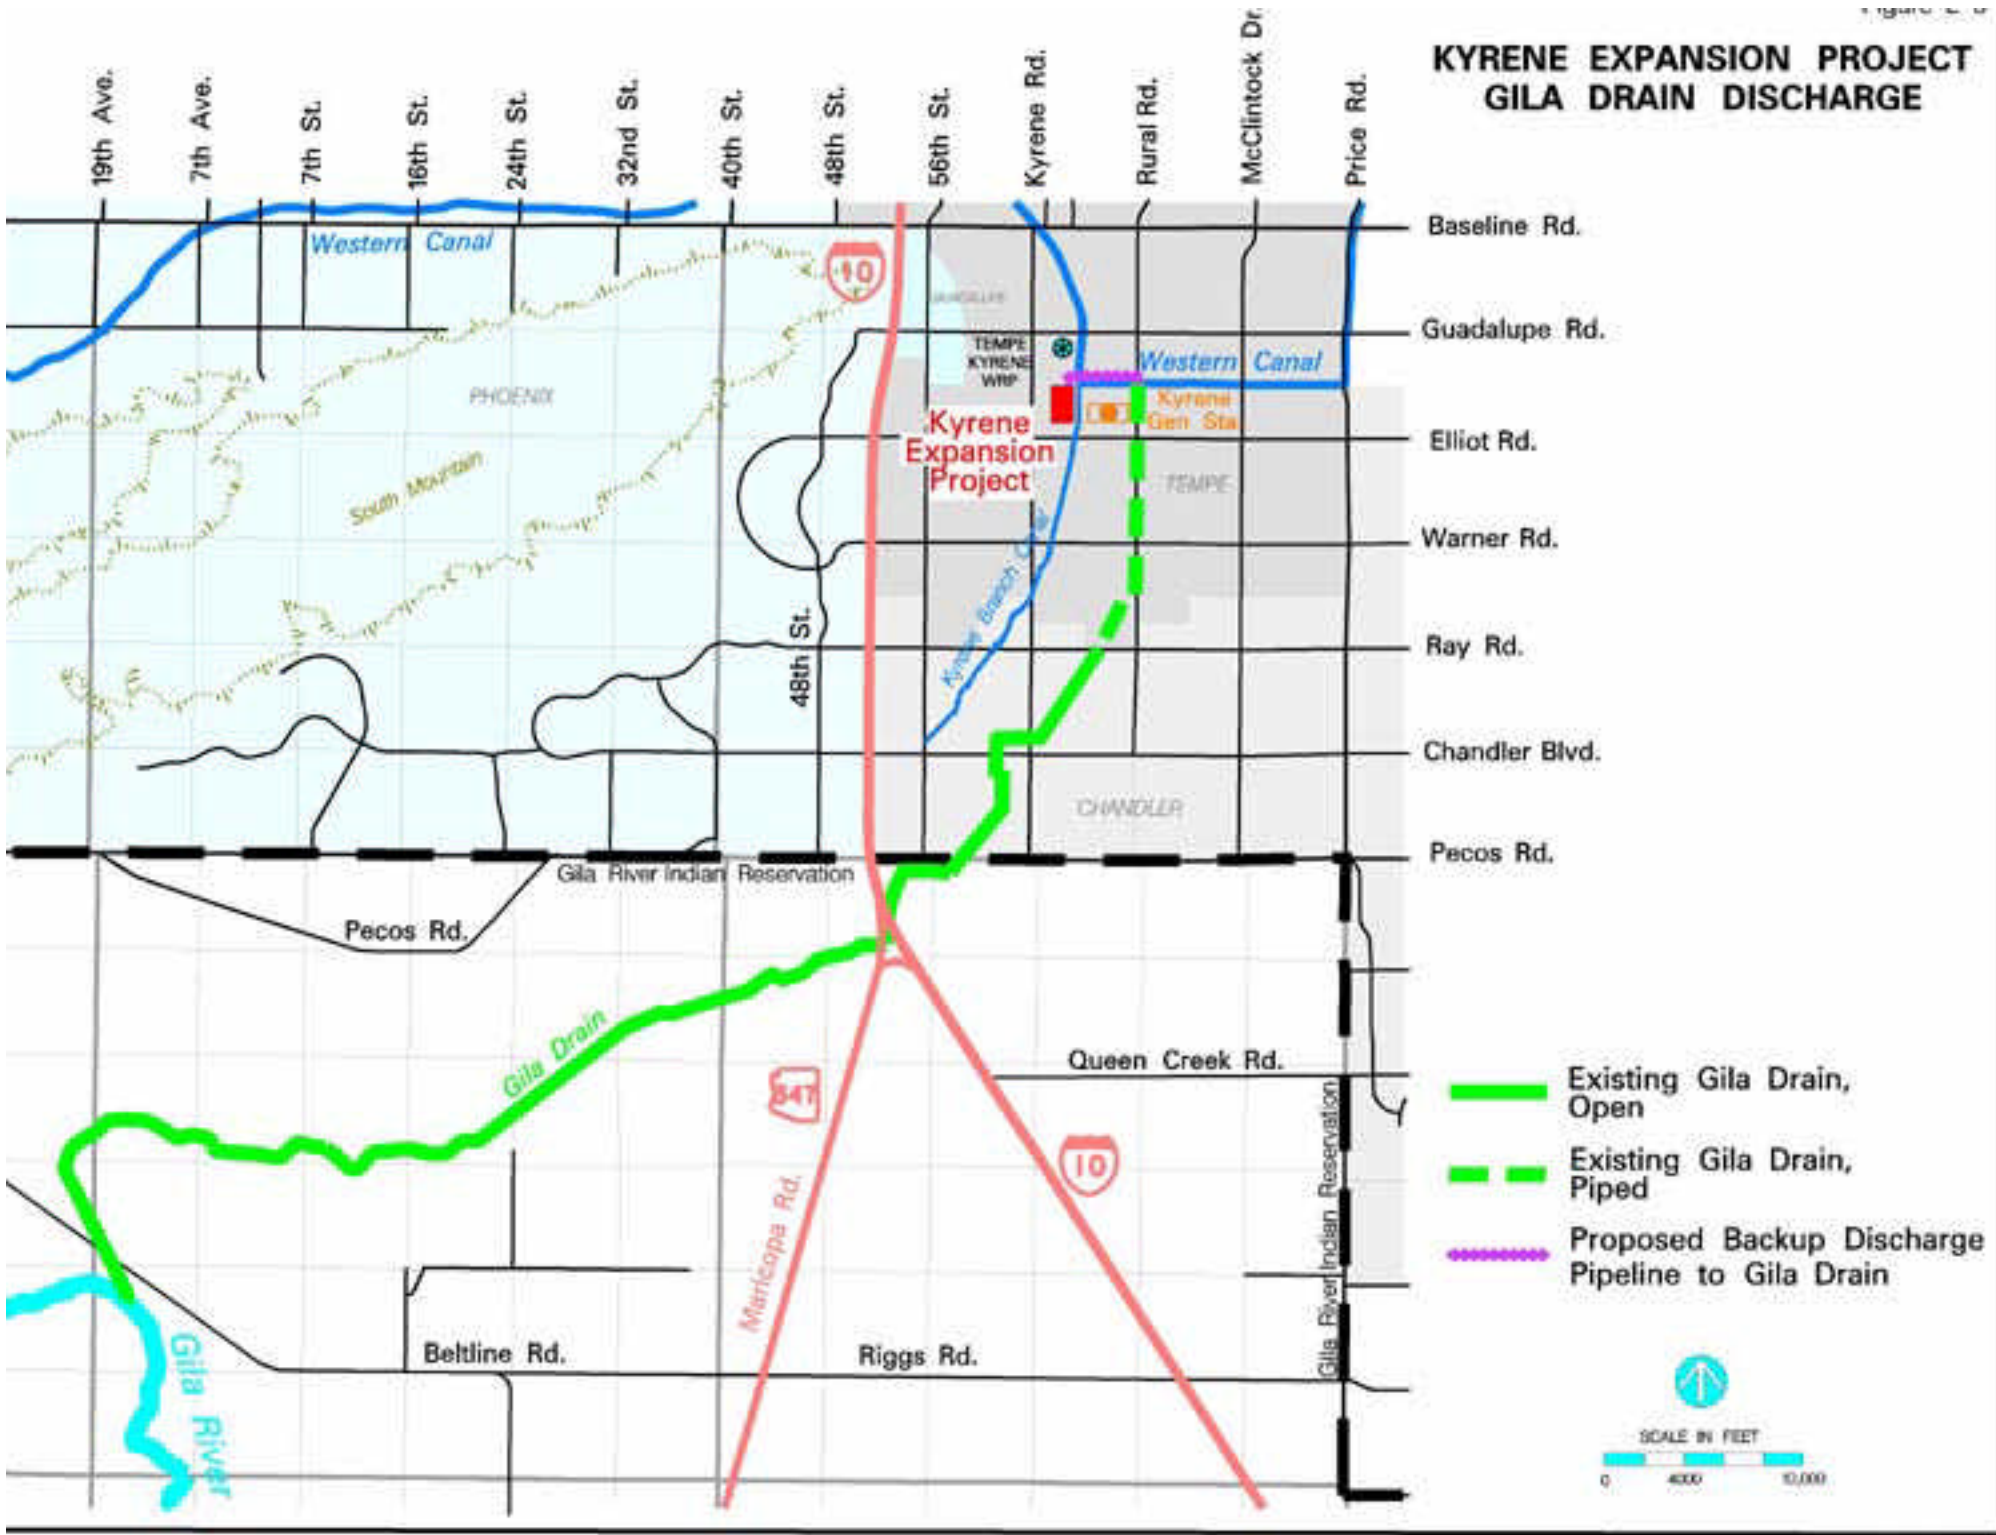 KYRENE EXPANSION PROJECT
GILA DRAIN DISCHARGE
19th Ave.
7th Ave.
7th St.
16th St.
24th St.
32nd St.
40th St.
48th St.
56th St.
Kyrene Rd.
Rural Rd.
McClintock Dr.
Price Rd.
Baseline Rd.
Western Canal
10
Guadalupe Rd.
TEMPE
KYRENE
WRP
Western Canal
PHOENIX
Kyrene
Gen Sta
Kyrene
Expansion
Project
Elliot Rd.
South Mountain
TEMPE
Warner Rd.
Kyrene Branch Canal
48th St.
Ray Rd.
Chandler Blvd.
CHANDLER
Pecos Rd.
Gila River Indian Reservation
Pecos Rd.
Gila Drain
Queen Creek Rd.
347
10
Maricopa Rd.
Gila River Indian Reservation
Existing Gila Drain,
Open
Existing Gila Drain,
Piped
Proposed Backup Discharge
Pipeline to Gila Drain
Gila River
Beltline Rd.
Riggs Rd.
SCALE IN FEET
0 4000 10,000